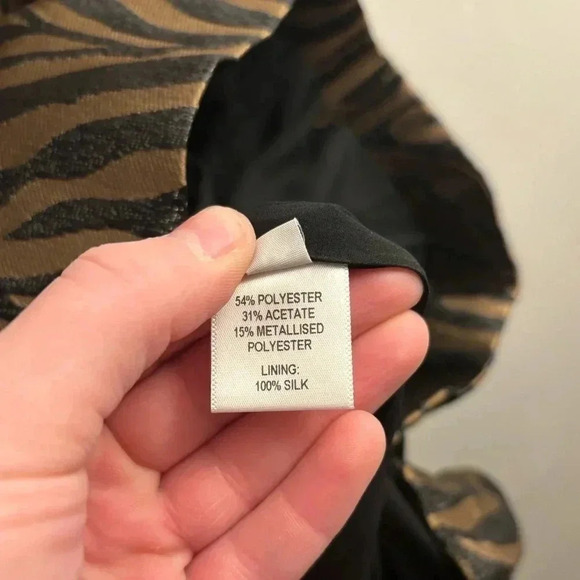 54% POLYESTER
31% ACETATE
15% METALLISED
POLYESTER
LINING:
100% SILK